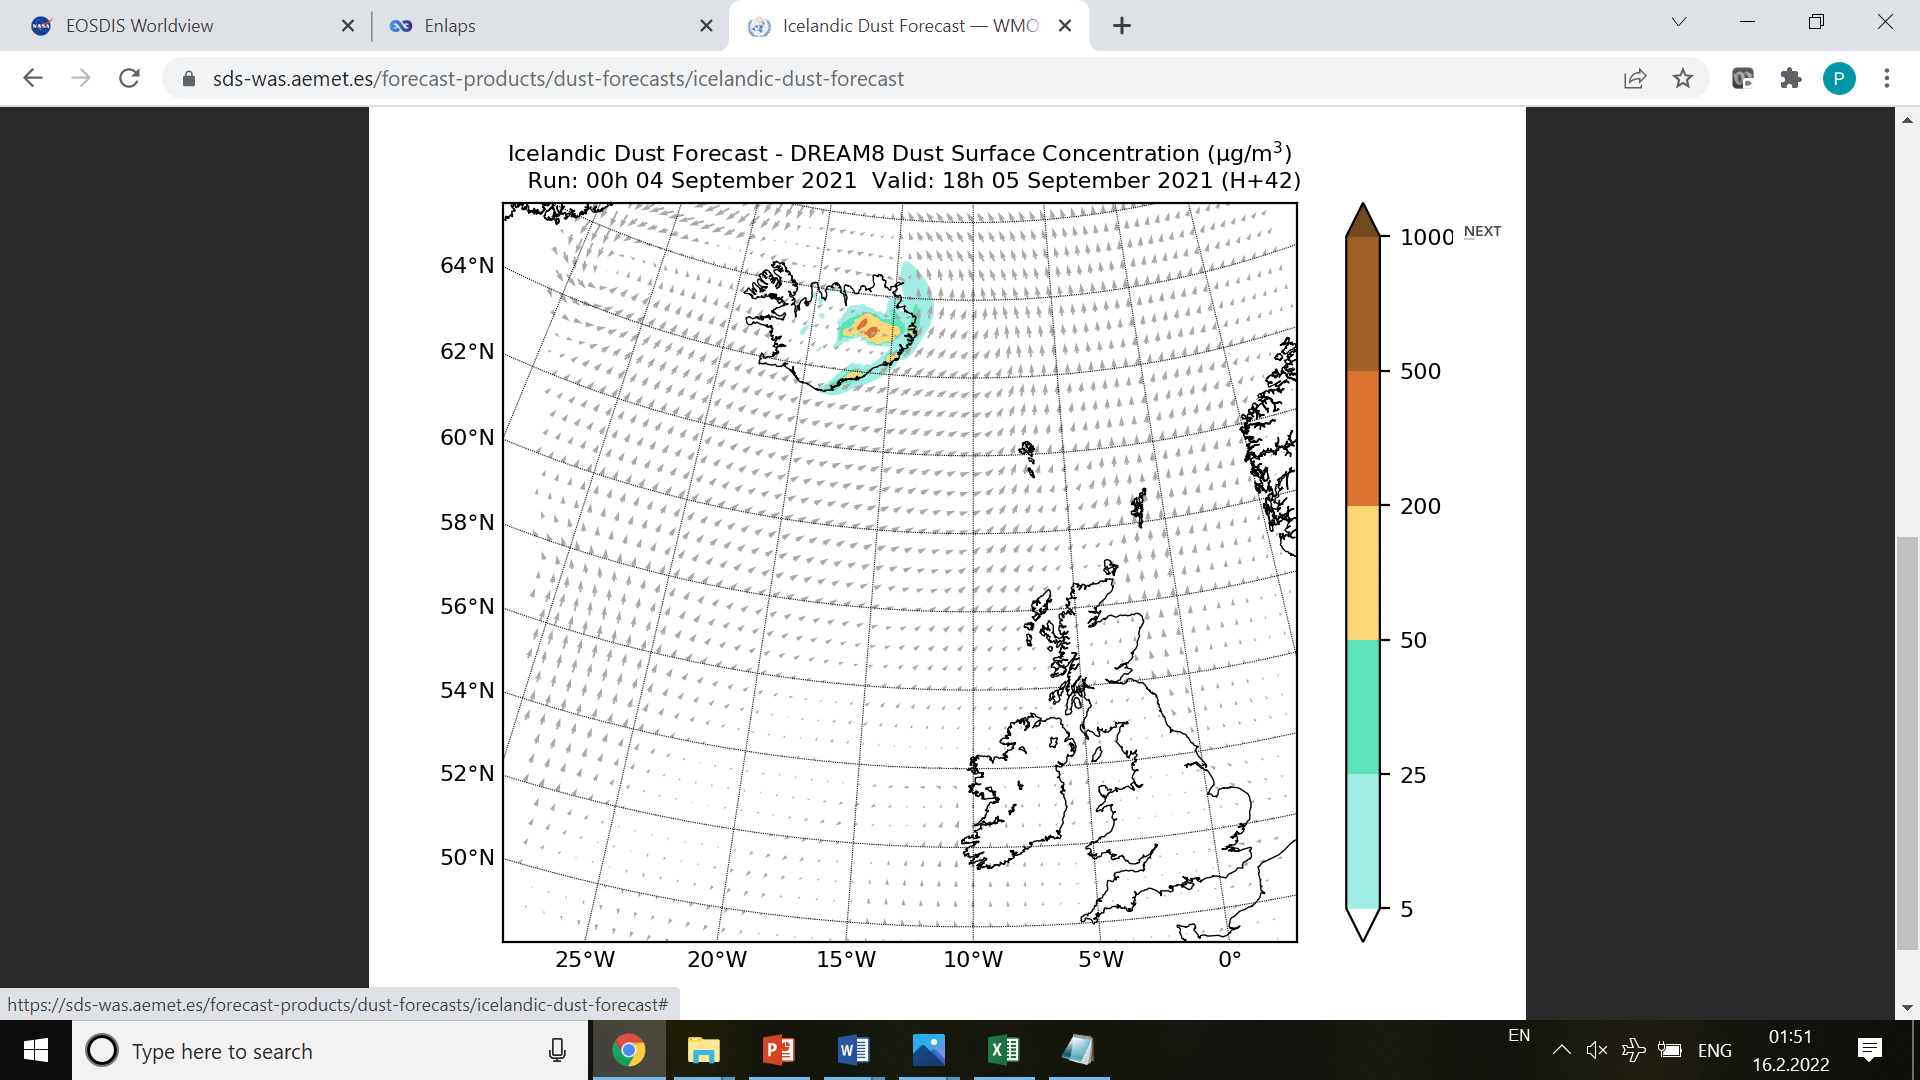 EOSDIS Worldview
Enlaps
Icelandic Dust Forecast — WMO
sds-was.aemet.es/forecast-products/dust-forecasts/icelandic-dust-forecast
P
Icelandic Dust Forecast - DREAM8 Dust Surface Concentration (µg/m³)
Run: 00h 04 September 2021 Valid: 18h 05 September 2021 (H+42)
1000
NEXT
64°N
62°N
500
60°N
200
58°N
56°N
50
54°N
52°N
25
50°N
5
25°W
20°W
15°W
10°W
5°W
0°
https://sds-was.aemet.es/forecast-products/dust-forecasts/icelandic-dust-forecast#
Type here to search
EN
ENG
01:51
16.2.2022